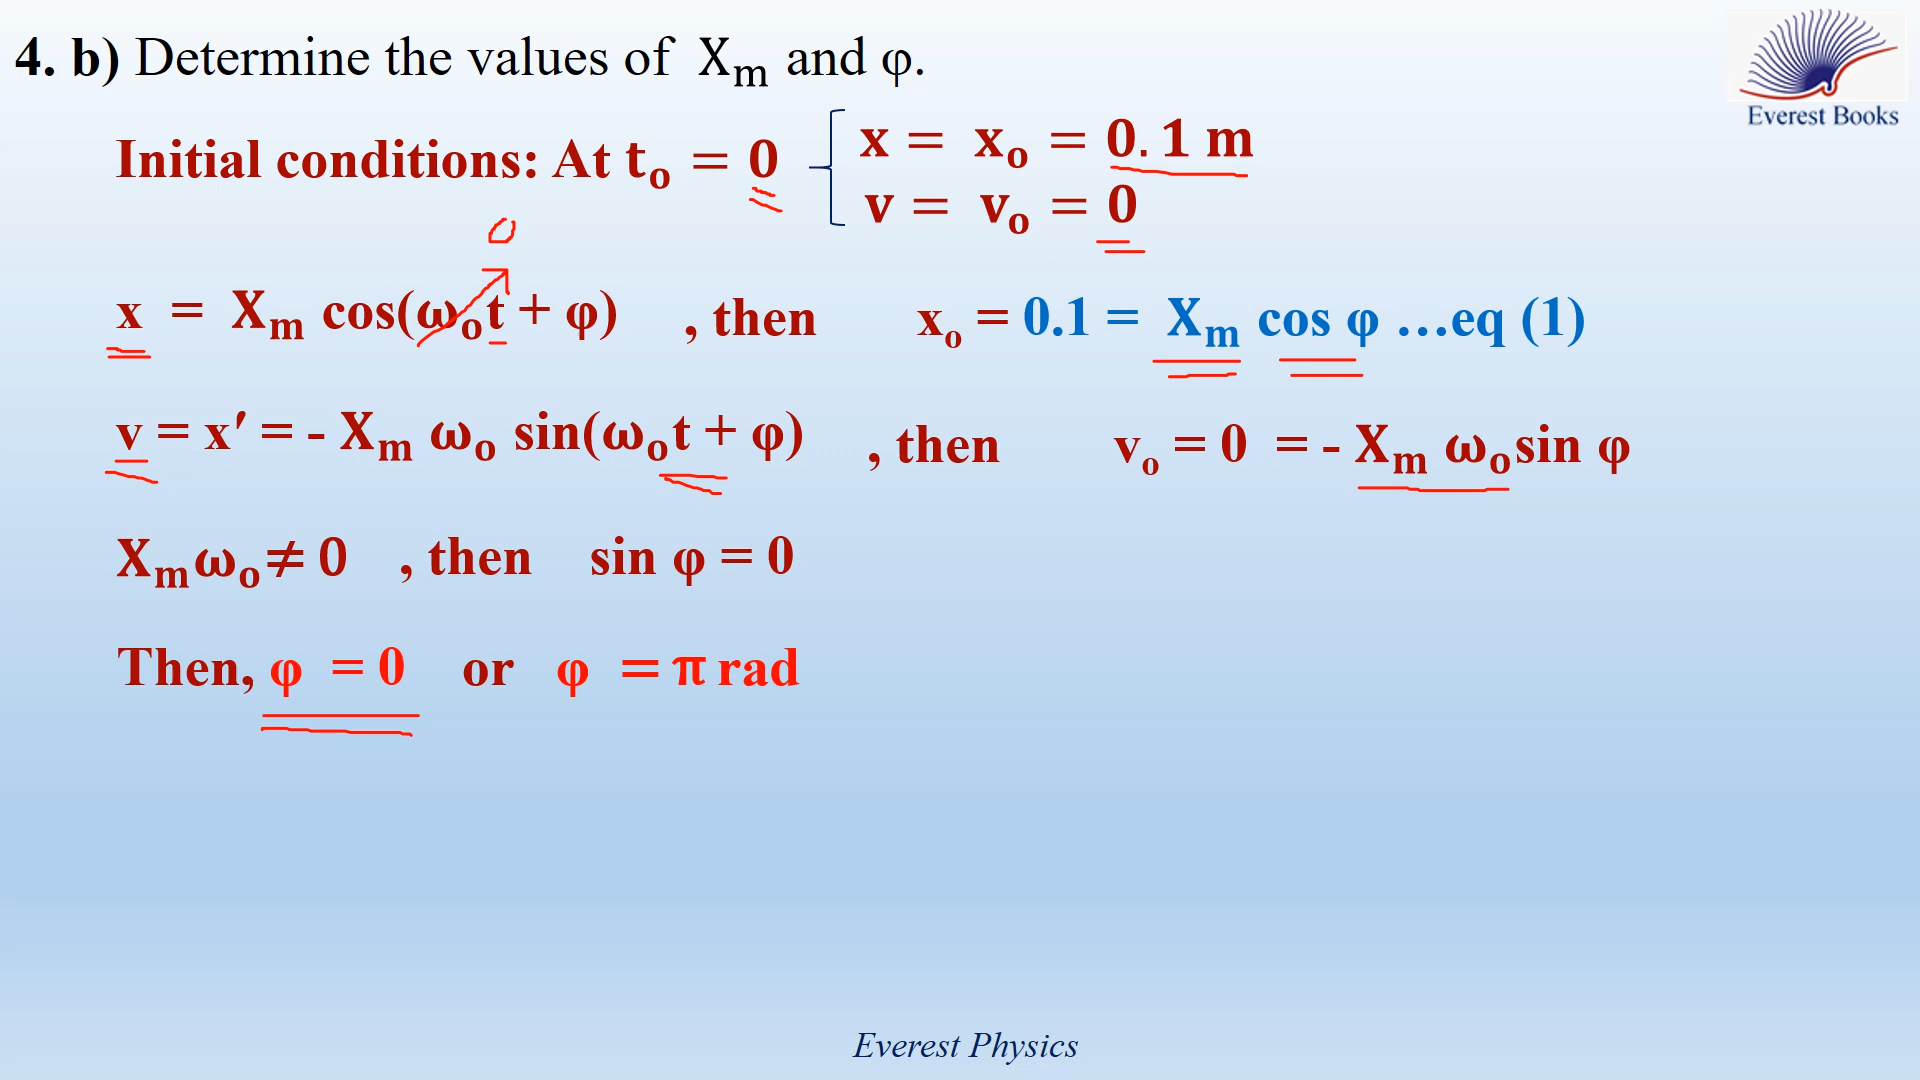 4. b) Determine the values of Xₘ and φ.
Everest Books
Initial conditions: At tₒ = 0
x = xₒ = 0.1 m
v = vₒ = 0
0
x = Xₘ cos(ωₒt + φ) , then xₒ = 0.1 = Xₘ cos φ …eq (1)
v = x′ = - Xₘ ωₒ sin(ωₒt + φ) , then vₒ = 0 = - Xₘ ωₒsin φ
Xₘωₒ≠ 0 , then sin φ = 0
Then, φ = 0 or φ = π rad
Everest Physics